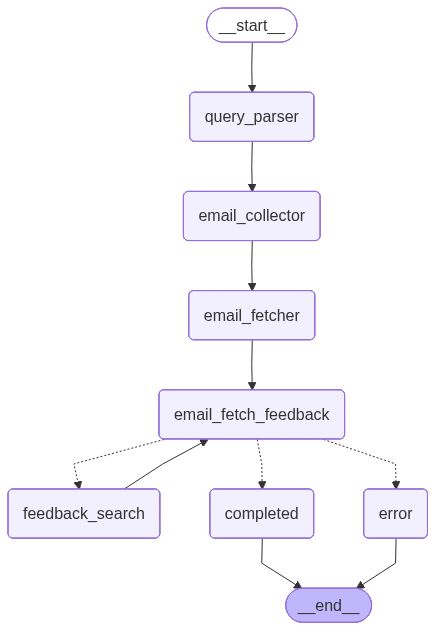 __start__
query_parser
email_collector
email_fetcher
email_fetch_feedback
feedback_search
completed
error
__end__